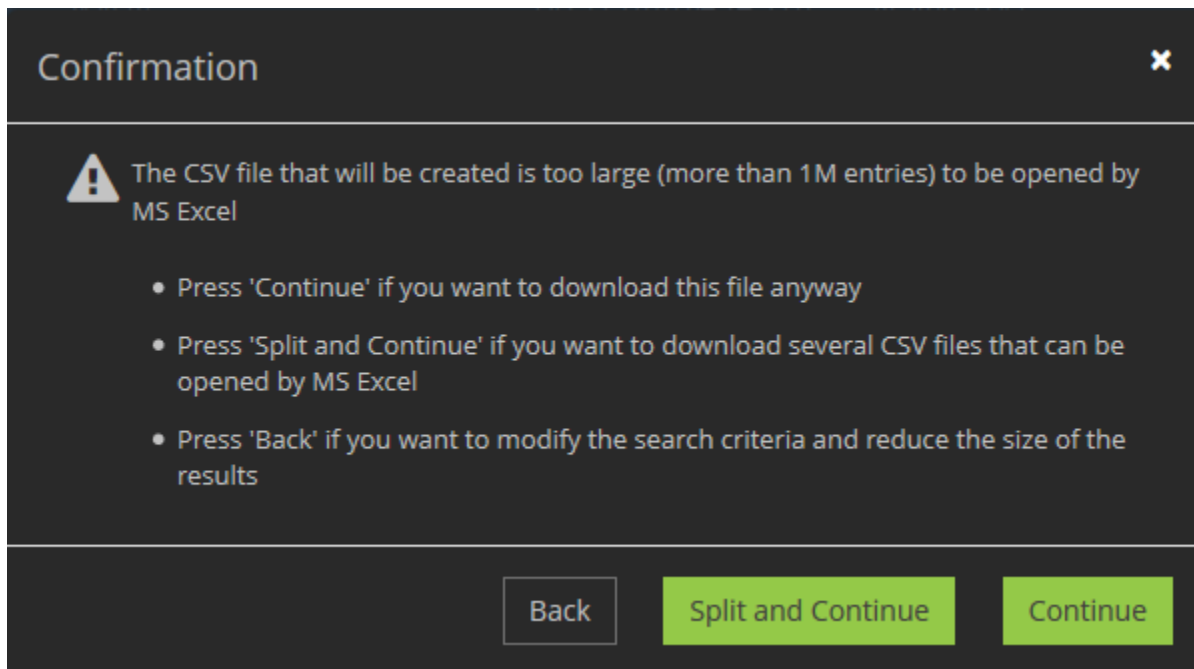 Confirmation
The CSV file that will be created is too large (more than 1M entries) to be opened by
MS Excel
Press 'Continue' if you want to download this file anyway
Press 'Split and Continue' if you want to download several CSV files that can be
opened by MS Excel
Press 'Back' if you want to modify the search criteria and reduce the size of the
results
Back Split and Continue Continue